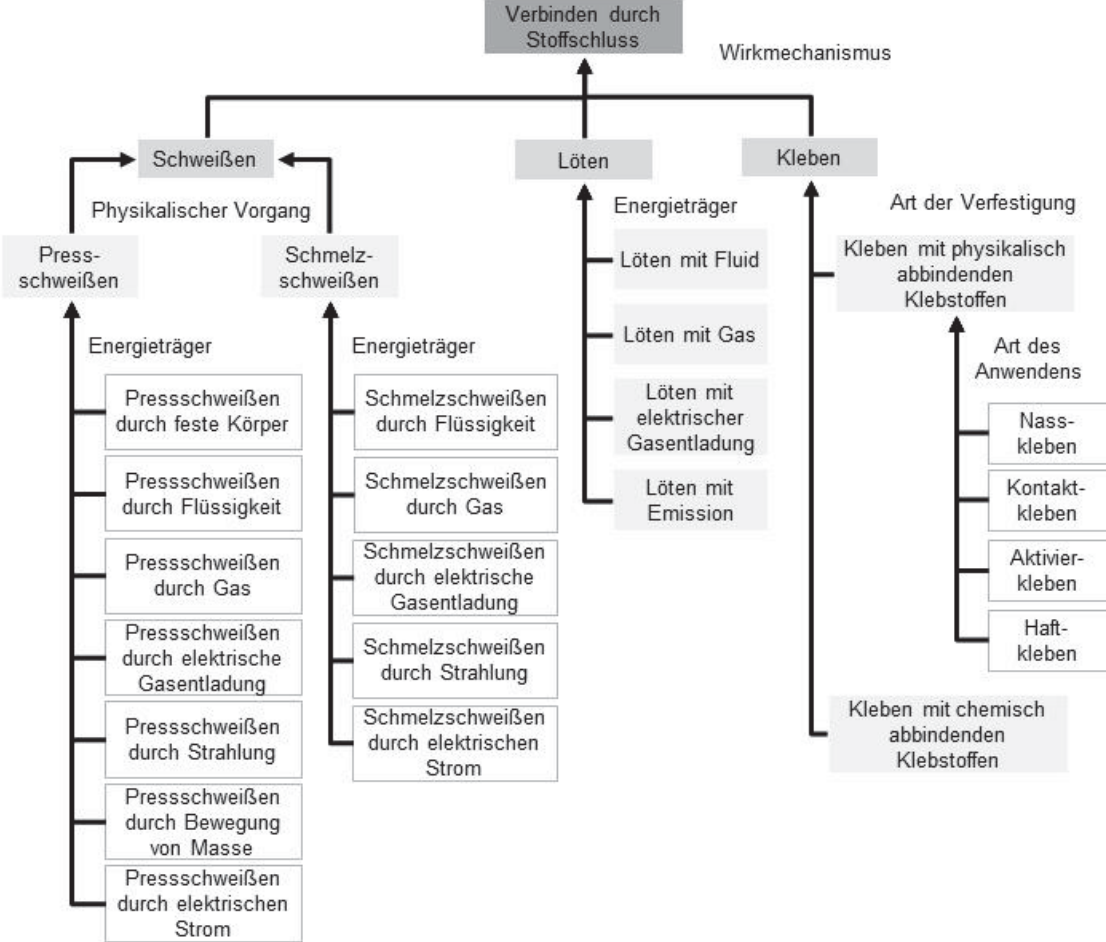 Verbinden durch
Stoffschluss
Wirkmechanismus
Schweißen
Löten
Kleben
Physikalischer Vorgang
Energieträger
Art der Verfestigung
Press-
schweißen
Schmelz-
schweißen
Löten mit Fluid
Löten mit Gas
Löten mit
elektrischer
Gasentladung
Löten mit
Emission
Kleben mit physikalisch
abbindenden
Klebstoffen
Art des
Anwendens
Nass-
kleben
Kontakt-
kleben
Aktivier-
kleben
Haft-
kleben
Kleben mit chemisch
abbindenden
Klebstoffen
Energieträger
Pressschweißen
durch feste Körper
Pressschweißen
durch Flüssigkeit
Pressschweißen
durch Gas
Pressschweißen
durch elektrische
Gasentladung
Pressschweißen
durch Strahlung
Pressschweißen
durch Bewegung
von Masse
Pressschweißen
durch elektrischen
Strom
Energieträger
Schmelzschweißen
durch Flüssigkeit
Schmelzschweißen
durch Gas
Schmelzschweißen
durch elektrische
Gasentladung
Schmelzschweißen
durch Strahlung
Schmelzschweißen
durch elektrischen
Strom